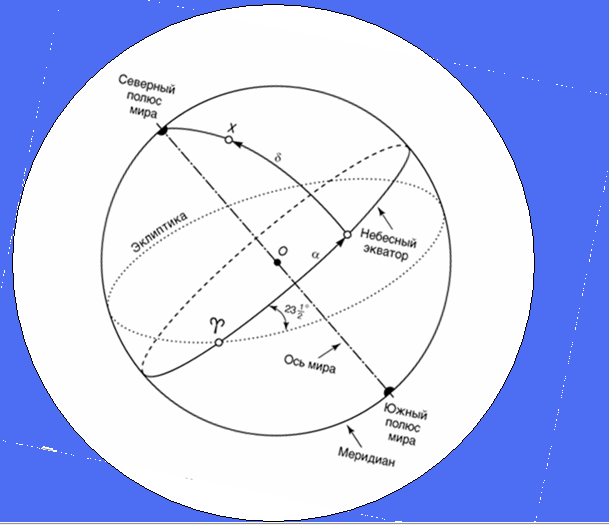 Северный
полюс
мира
X
δ
Эклиптика
Небесный
экватор
O
α
23 1/2°
♈
Ось мира
Южный
полюс
мира
Меридиан